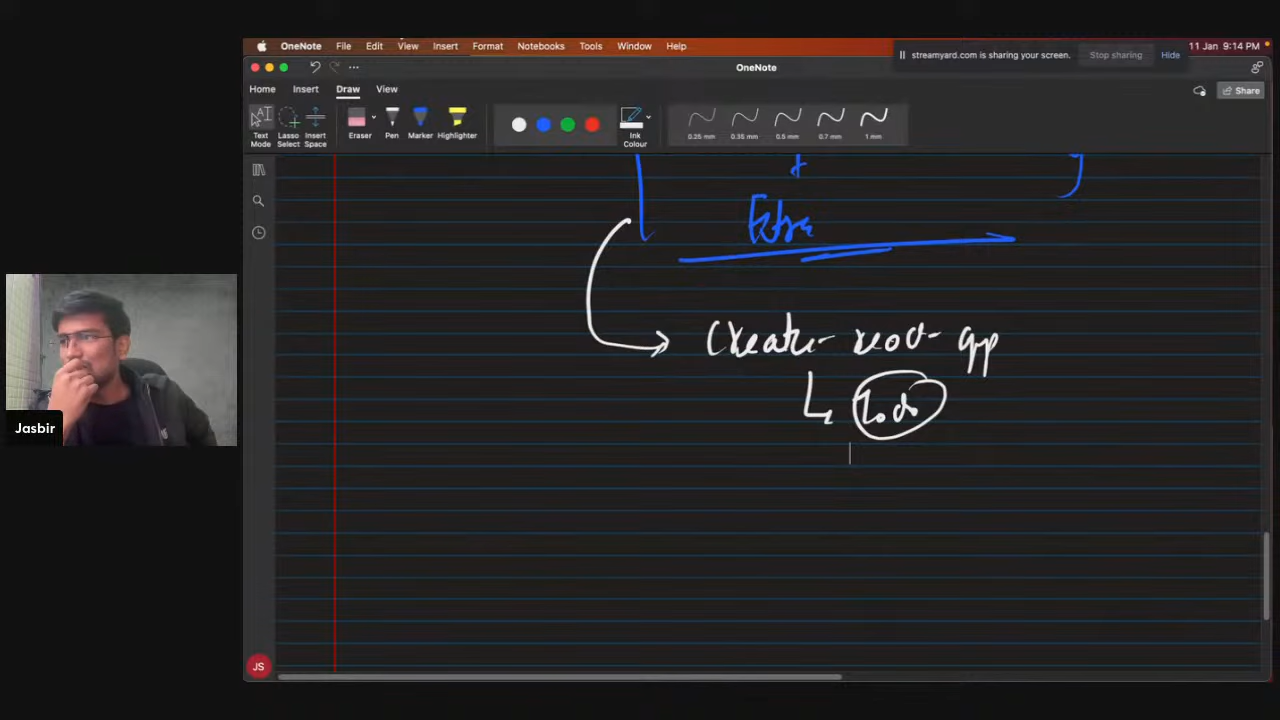 OneNote File Edit View Insert Format Notebooks Tools Window Help
streamyard.com is sharing your screen. Stop sharing Hide
11 Jan 9:14 PM
OneNote
Home Insert Draw View
Share
Text Mode Lasso Select Insert Space Eraser Pen Marker Highlighter Ink Colour 0.25 mm 0.35 mm 0.5 mm 0.7 mm 1 mm
+
Extra
Create-react-app
Todo
Jasbir
JS